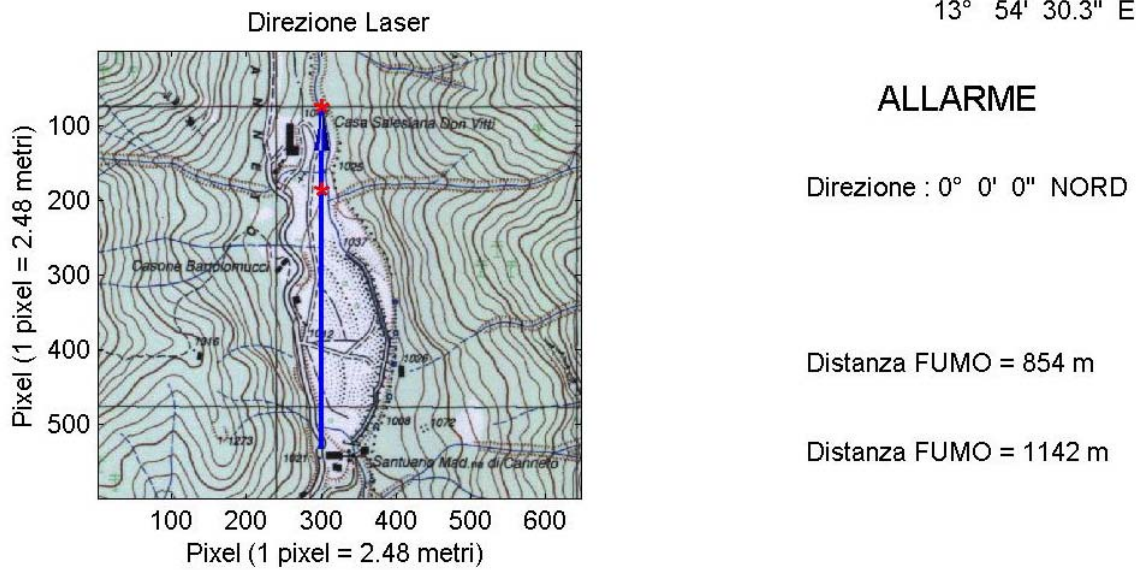 Direzione Laser
13° 54' 30.3" E
ALLARME
Direzione : 0° 0' 0" NORD
Distanza FUMO = 854 m
Distanza FUMO = 1142 m
Pixel (1 pixel = 2.48 metri)
100
200
300
400
500
Casa Salesiana Don Vitti
1025
1037
Casone Bartolomucci
1012
1016
1026
1008
1072
1273
1021
Santuario Mad.na di Canneto
100 200 300 400 500 600
Pixel (1 pixel = 2.48 metri)